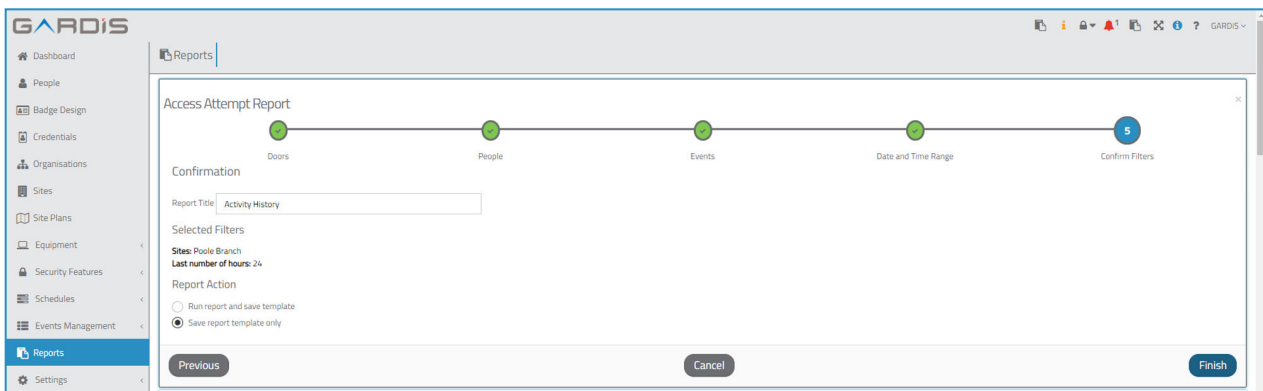 GARDiS
1
? GARDiS
Dashboard
Reports
People
Access Attempt Report
×
Badge Design
5
Credentials
Doors
People
Events
Date and Time Range
Confirm Filters
Organisations
Confirmation
Sites
Report Title Activity History
Site Plans
Selected Filters
Equipment
Sites: Poole Branch
Last number of hours: 24
Security Features
Report Action
Schedules
Run report and save template
Events Management
Save report template only
Reports
Previous
Cancel
Finish
Settings